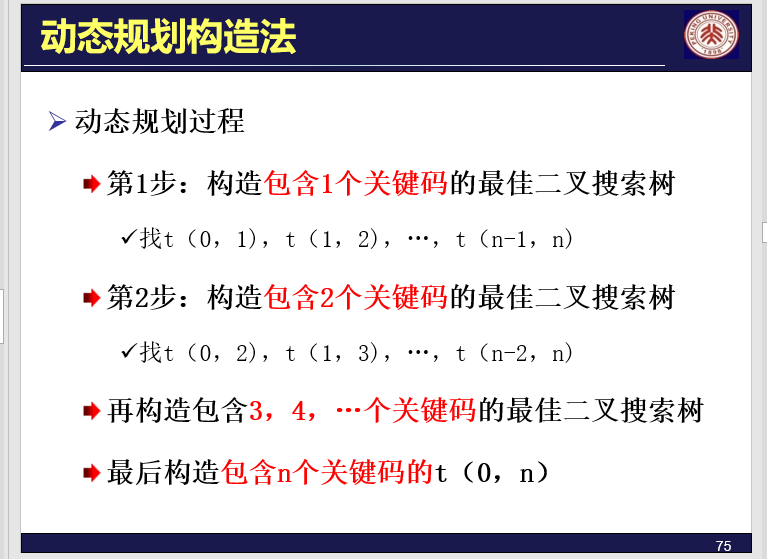 动态规划构造法
PEKING UNIVERSITY
1898
动态规划过程
第1步：构造包含1个关键码的最佳二叉搜索树
找t（0，1），t（1，2），…，t（n-1，n）
第2步：构造包含2个关键码的最佳二叉搜索树
找t（0，2），t（1，3），…，t（n-2，n）
再构造包含3，4，…个关键码的最佳二叉搜索树
最后构造包含n个关键码的t（0，n）
75